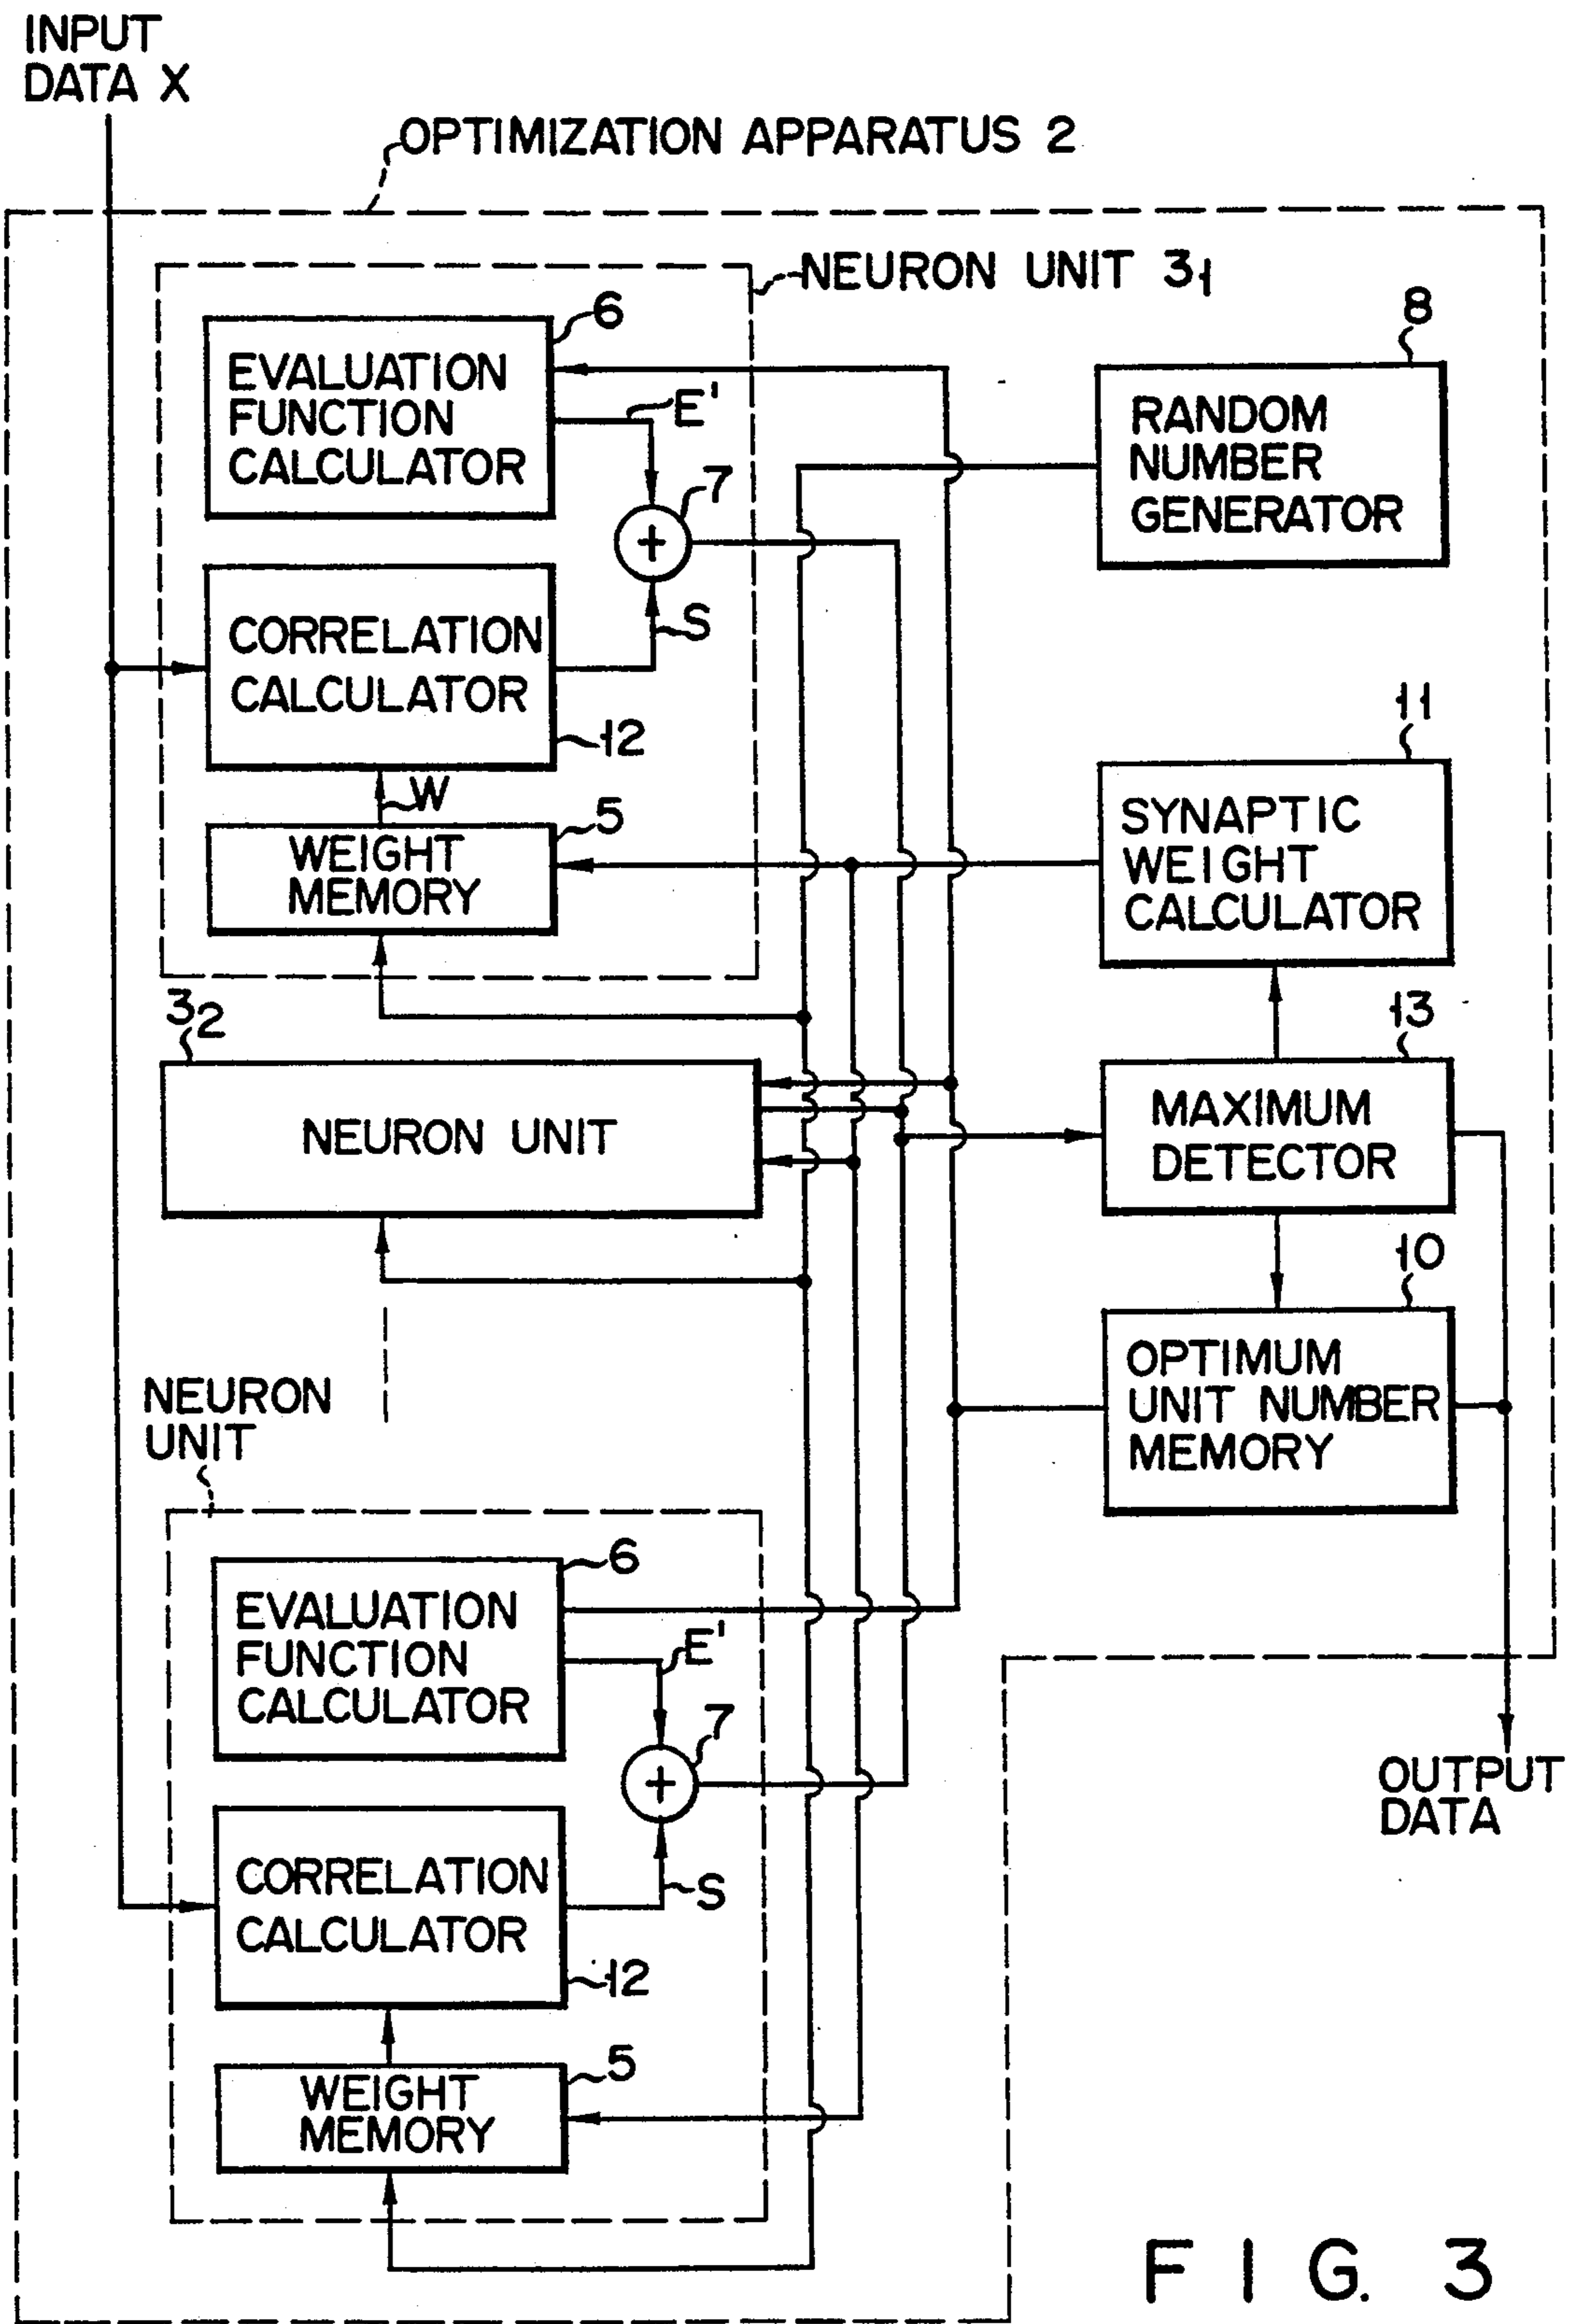 INPUT
DATA X
OPTIMIZATION APPARATUS 2
NEURON UNIT 3₁
6
EVALUATION
FUNCTION
CALCULATOR
E'
7
+
8
RANDOM
NUMBER
GENERATOR
CORRELATION
CALCULATOR
S
12
W
5
WEIGHT
MEMORY
11
SYNAPTIC
WEIGHT
CALCULATOR
3₂
NEURON UNIT
13
MAXIMUM
DETECTOR
10
OPTIMUM
UNIT NUMBER
MEMORY
NEURON
UNIT
6
EVALUATION
FUNCTION
CALCULATOR
E'
7
+
OUTPUT
DATA
CORRELATION
CALCULATOR
S
12
5
WEIGHT
MEMORY
FIG. 3